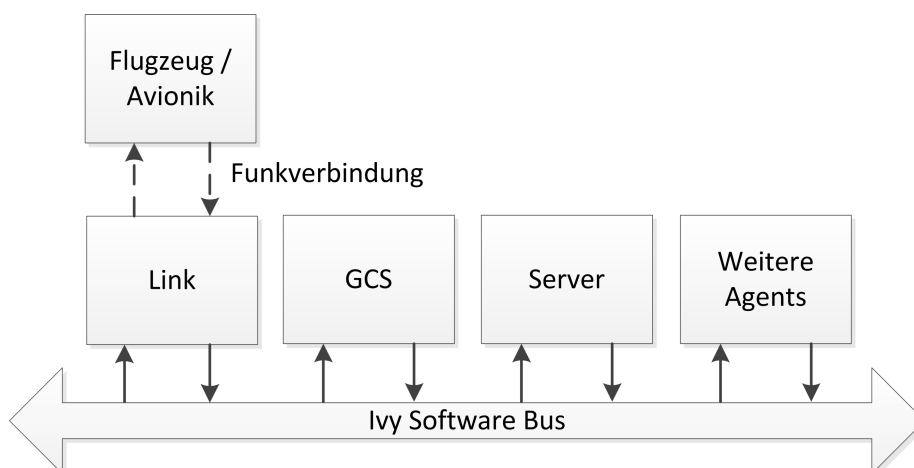 Flugzeug /
Avionik
Funkverbindung
Link
GCS
Server
Weitere
Agents
Ivy Software Bus